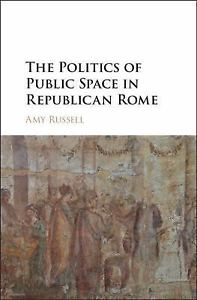 THE POLITICS OF
PUBLIC SPACE IN
REPUBLICAN ROME
AMY RUSSELL